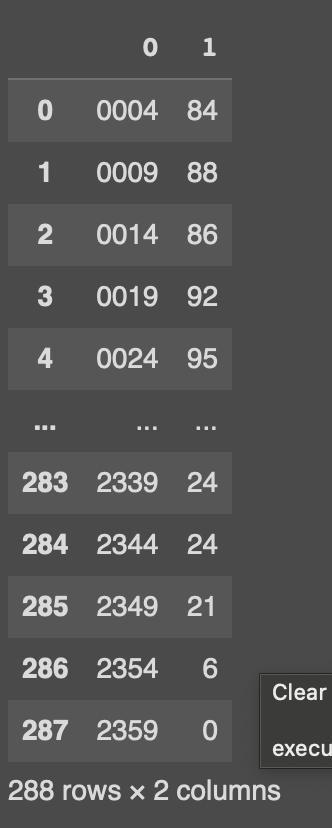 0 1
0 0004 84
1 0009 88
2 0014 86
3 0019 92
4 0024 95
... ... ...
283 2339 24
284 2344 24
285 2349 21
286 2354 6
Clear
287 2359 0
execu
288 rows × 2 columns